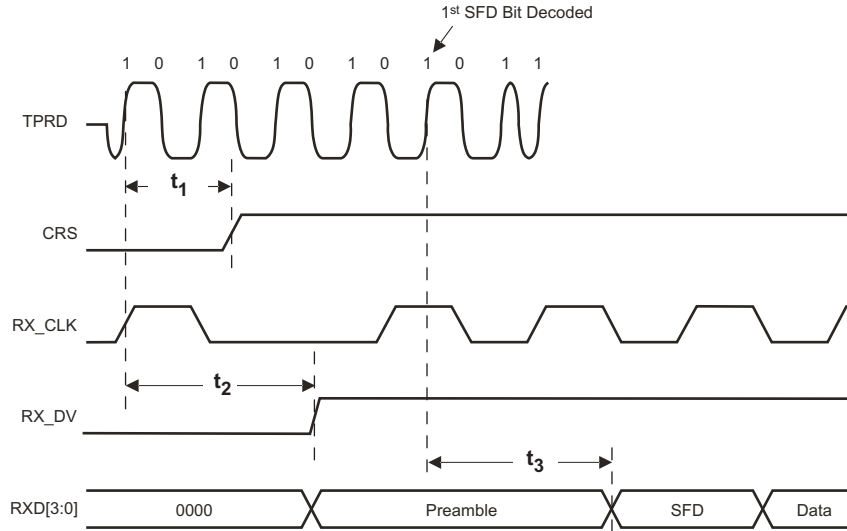 1st SFD Bit Decoded
1 0 1 0 1 0 1 0 1 0 1 1
TPRD
t1
CRS
RX_CLK
t2
RX_DV
t3
RXD[3:0] 0000 Preamble SFD Data